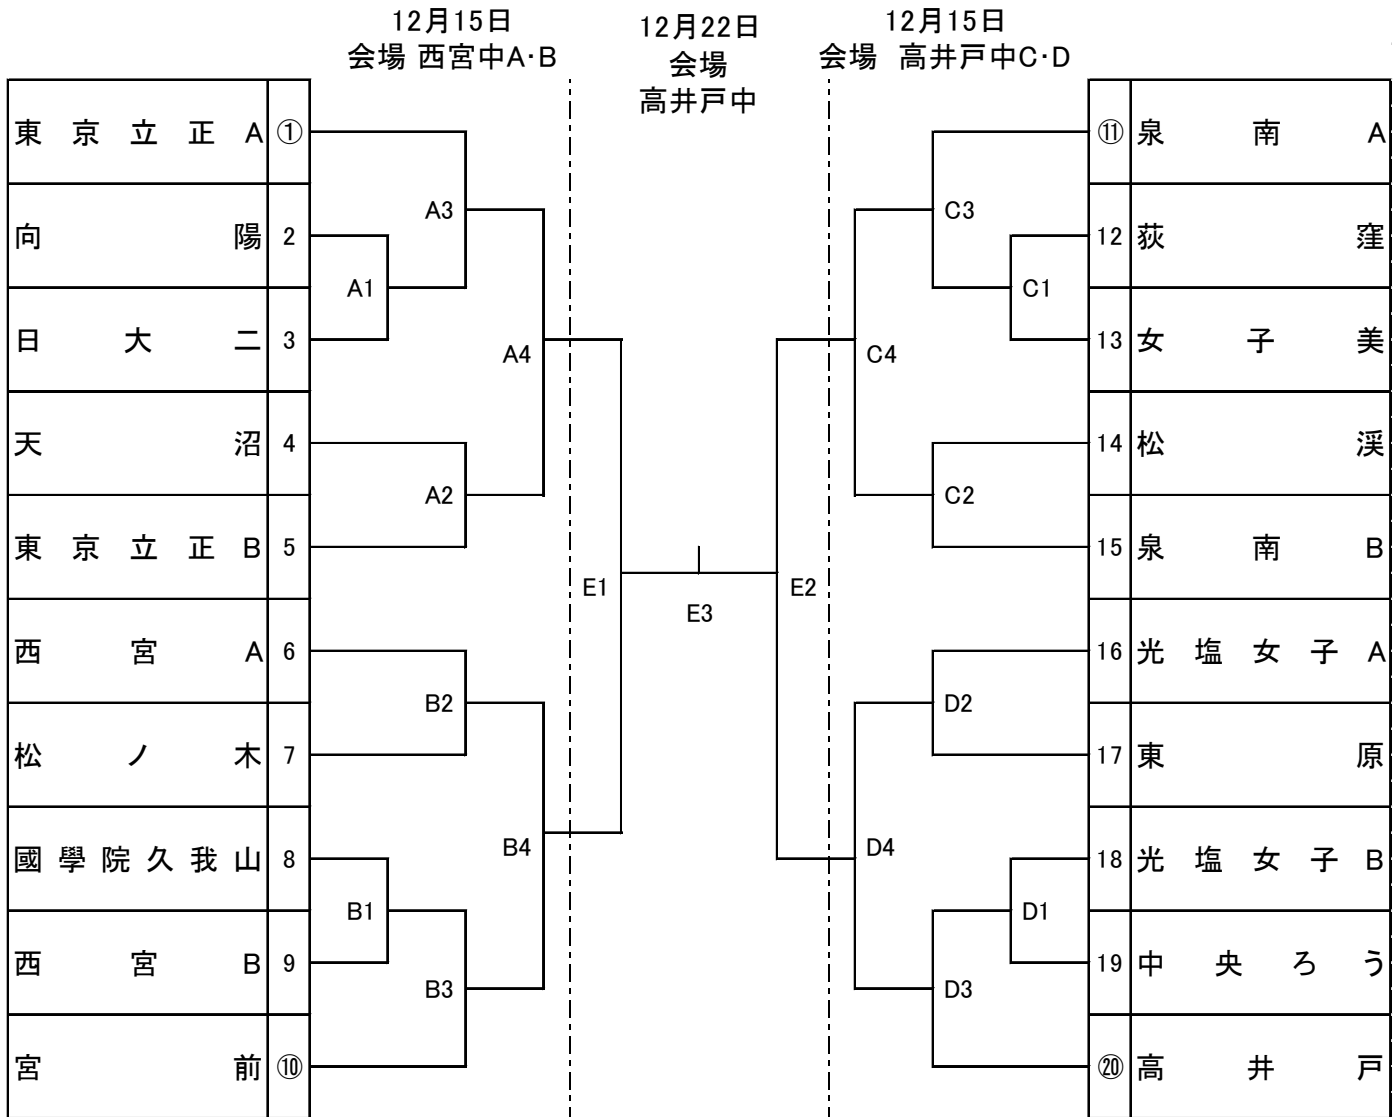 12月15日
会場 西宮中A･B
12月22日
会場
高井戸中
12月15日
会場 高井戸中C･D
東京立正A ①
向陽 2
日大二 3
天沼 4
東京立正B 5
西宮A 6
松ノ木 7
國學院久我山 8
西宮B 9
宮前 ⑩
A3
A1
A4
A2
B2
B4
B1
B3
E1
E3
E2
C3
C1
C4
C2
D2
D4
D1
D3
⑪ 泉南A
12 荻窪
13 女子美
14 松渓
15 泉南B
16 光塩女子A
17 東原
18 光塩女子B
19 中央ろう
⑳ 高井戸